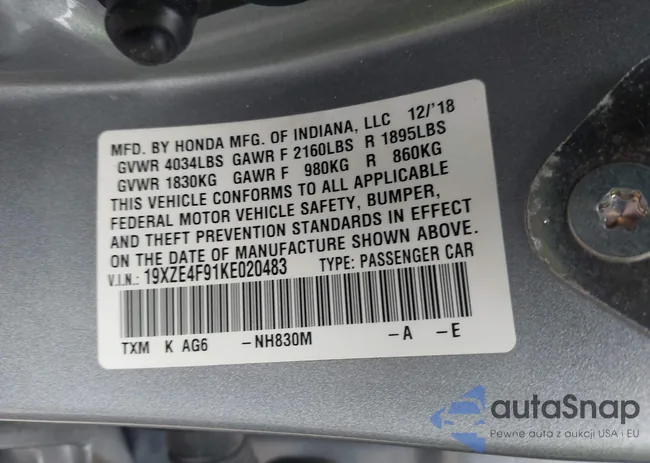 MFD. BY HONDA MFG. OF INDIANA, LLC 12/'18
GVWR 4034LBS GAWR F 2160LBS R 1895LBS
GVWR 1830KG GAWR F 980KG R 860KG
THIS VEHICLE CONFORMS TO ALL APPLICABLE
FEDERAL MOTOR VEHICLE SAFETY, BUMPER,
AND THEFT PREVENTION STANDARDS IN EFFECT
ON THE DATE OF MANUFACTURE SHOWN ABOVE.
V.I.N.: 19XZE4F91KE020483 TYPE: PASSENGER CAR
TXM K AG6 -NH830M -A -E
autaSnap
Pewne auta z aukcji USA i EU